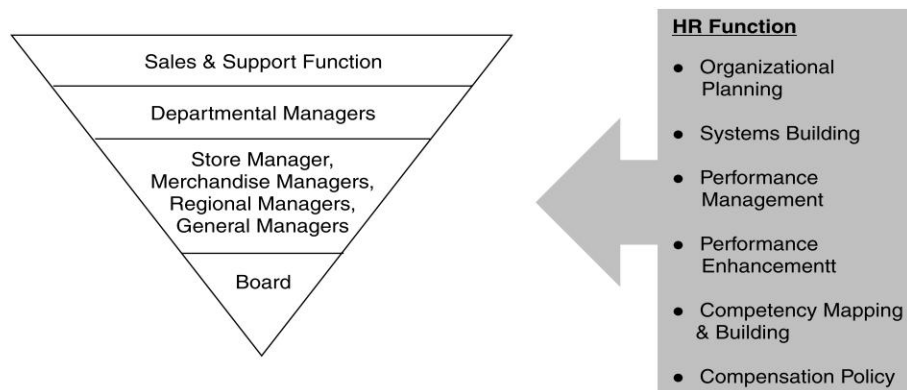 Sales & Support Function
Departmental Managers
Store Manager,
Merchandise Managers,
Regional Managers,
General Managers
Board
HR Function
● Organizational
Planning
● Systems Building
● Performance
Management
● Performance
Enhancementt
● Competency Mapping
& Building
● Compensation Policy